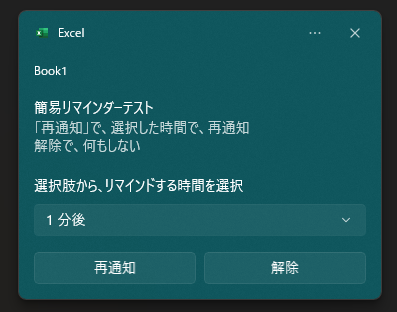 Excel
Book1
簡易リマインダーテスト
「再通知」で、選択した時間で、再通知
解除で、何もしない
選択肢から、リマインドする時間を選択
1 分後
再通知
解除